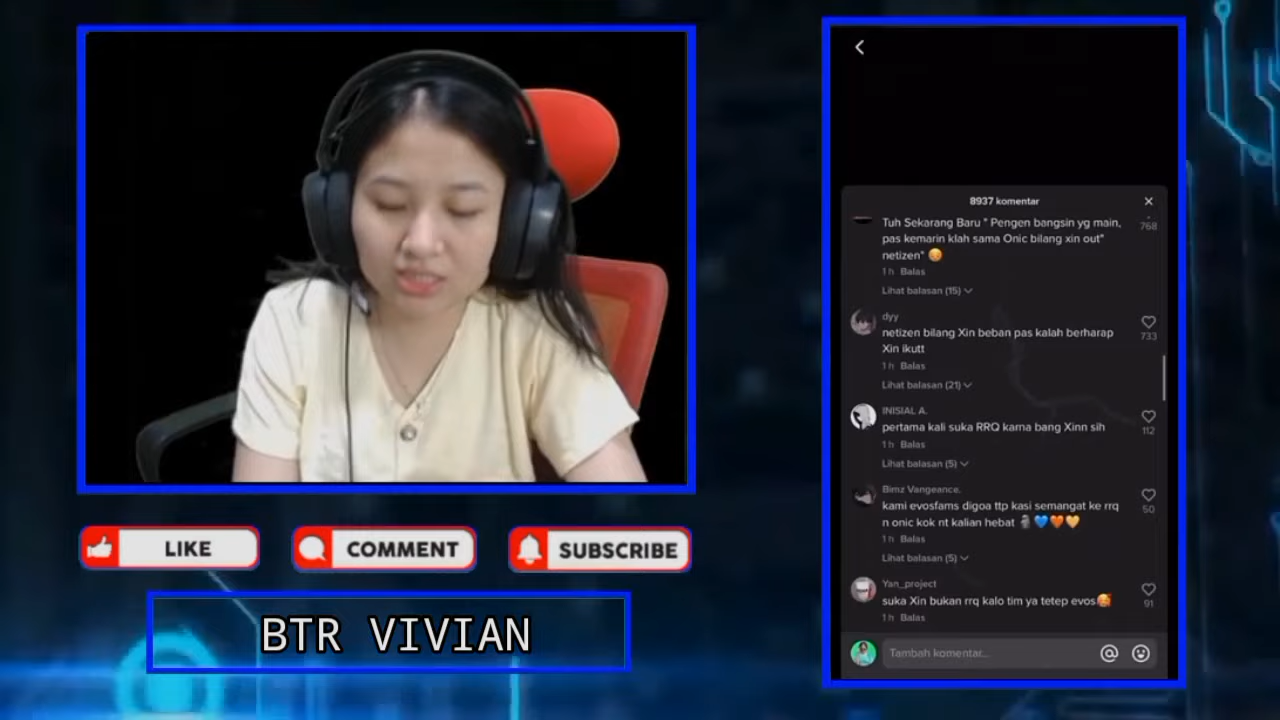 8937 komentar
Tuh Sekarang Baru " Pengen bangsin yg main,
pas kemarin klah sama Onic bilang xin out"
netizen" 😔
768
1 h Balas
Lihat balasan (15)
dyy
netizen bilang Xin beban pas kalah berharap
Xin ikutt
733
1 h Balas
Lihat balasan (21)
INISIAL A.
pertama kali suka RRQ karna bang Xinn sih
112
1 h Balas
Lihat balasan (5)
Bimz Vangeance.
kami evosfams digoa ttp kasi semangat ke rrq
n onic kok nt kalian hebat 🗿💙🧡💛
50
1 h Balas
Lihat balasan (5)
Yan_project
suka Xin bukan rrq kalo tim ya tetep evos🥰
91
1 h Balas
Tambah komentar...
LIKE
COMMENT
SUBSCRIBE
BTR VIVIAN